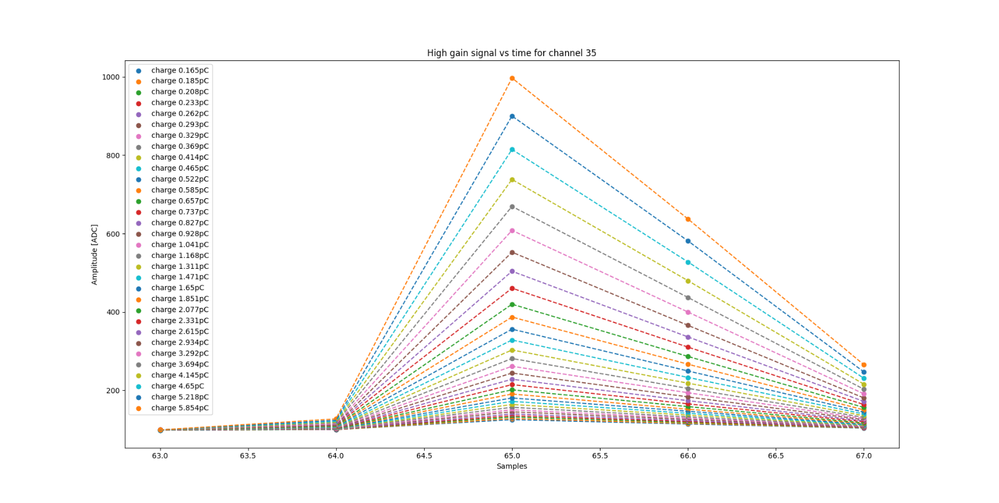 High gain signal vs time for channel 35
1000
800
600
400
200
Amplitude [ADC]
charge 0.165pC
charge 0.185pC
charge 0.208pC
charge 0.233pC
charge 0.262pC
charge 0.293pC
charge 0.329pC
charge 0.369pC
charge 0.414pC
charge 0.465pC
charge 0.522pC
charge 0.585pC
charge 0.657pC
charge 0.737pC
charge 0.827pC
charge 0.928pC
charge 1.041pC
charge 1.168pC
charge 1.311pC
charge 1.471pC
charge 1.65pC
charge 1.851pC
charge 2.077pC
charge 2.331pC
charge 2.615pC
charge 2.934pC
charge 3.292pC
charge 3.694pC
charge 4.145pC
charge 4.65pC
charge 5.218pC
charge 5.854pC
63.0 63.5 64.0 64.5 65.0 65.5 66.0 66.5 67.0
Samples